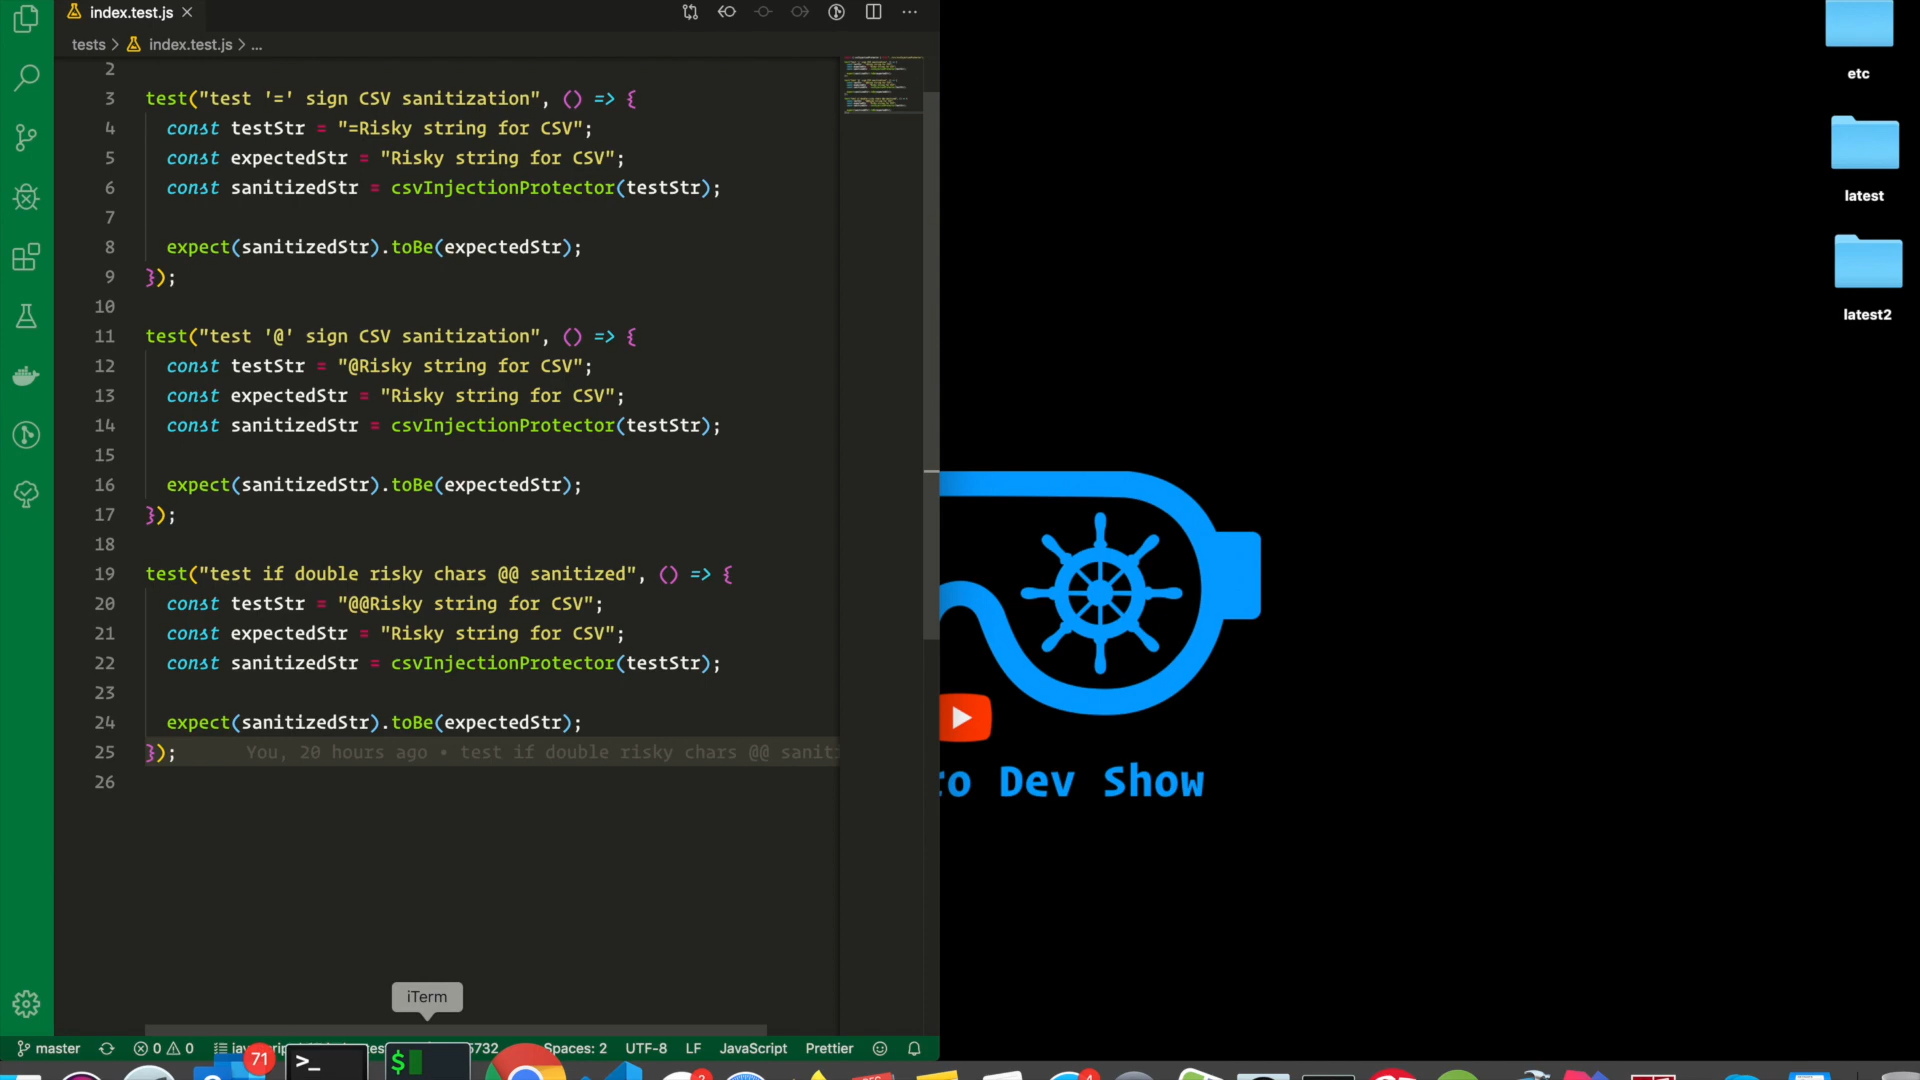 index.test.js
tests > index.test.js > ...
2
3 test("test '=' sign CSV sanitization", () => {
4 const testStr = "=Risky string for CSV";
5 const expectedStr = "Risky string for CSV";
6 const sanitizedStr = csvInjectionProtector(testStr);
7
8 expect(sanitizedStr).toBe(expectedStr);
9 });
10
11 test("test '@' sign CSV sanitization", () => {
12 const testStr = "@Risky string for CSV";
13 const expectedStr = "Risky string for CSV";
14 const sanitizedStr = csvInjectionProtector(testStr);
15
16 expect(sanitizedStr).toBe(expectedStr);
17 });
18
19 test("test if double risky chars @@ sanitized", () => {
20 const testStr = "@@Risky string for CSV";
21 const expectedStr = "Risky string for CSV";
22 const sanitizedStr = csvInjectionProtector(testStr);
23
24 expect(sanitizedStr).toBe(expectedStr);
25 }); You, 20 hours ago • test if double risky chars @@ saniti
26
iTerm
master 0 0 5732 Spaces: 2 UTF-8 LF JavaScript Prettier
71
>_
$
2
4
etc
latest
latest2
ro Dev Show